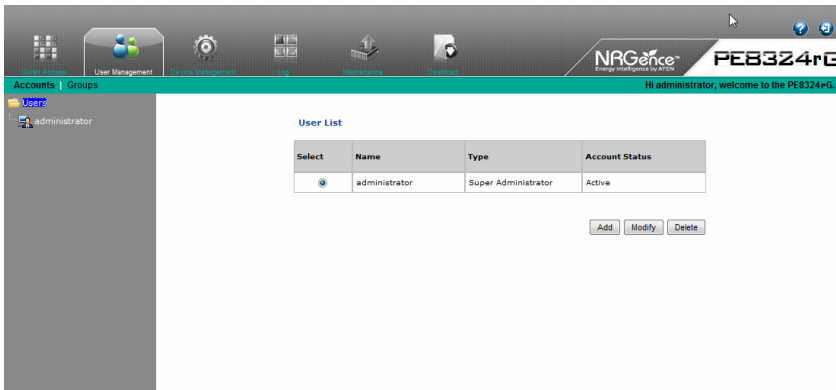 Outlet Access
User Management
Device Management
Log
Maintenance
Download
NRGence™
Energy Intelligence by ATEN
PE8324rG
Accounts | Groups
Hi administrator, welcome to the PE8324rG.
Users
administrator
User List
Select Name Type Account Status
administrator Super Administrator Active
Add Modify Delete